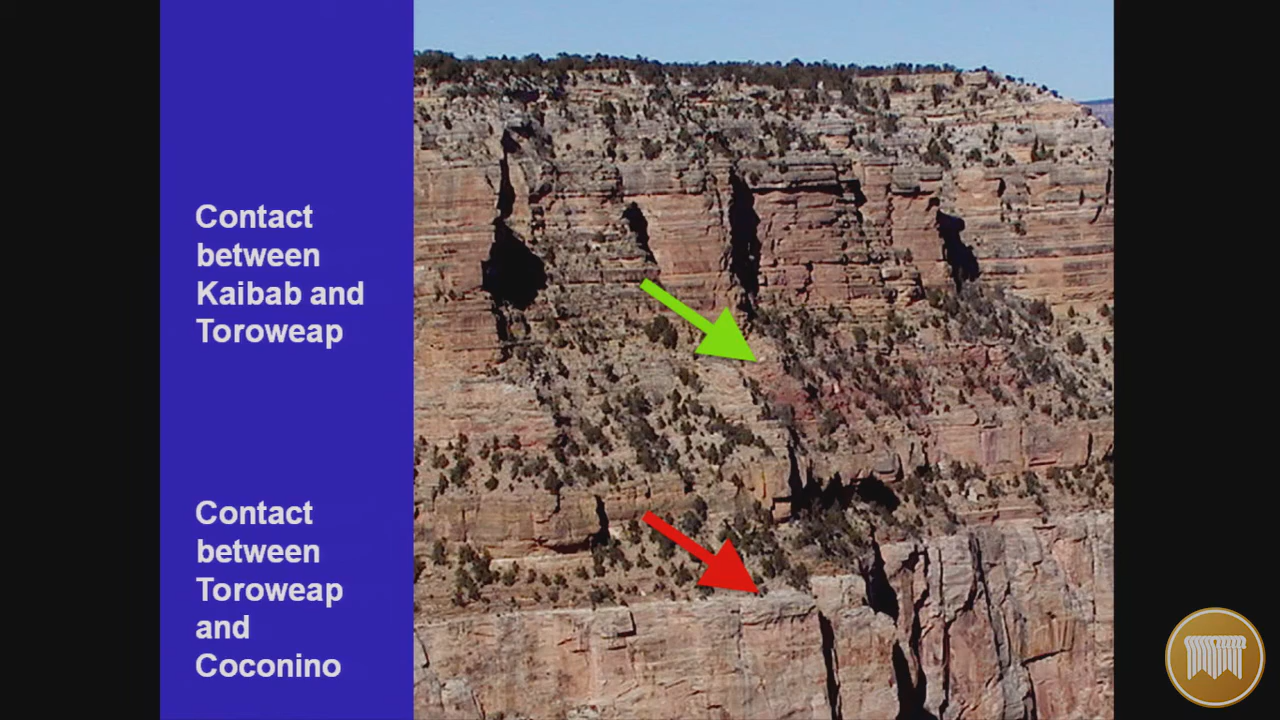 Contact
between
Kaibab and
Toroweap
Contact
between
Toroweap
and
Coconino